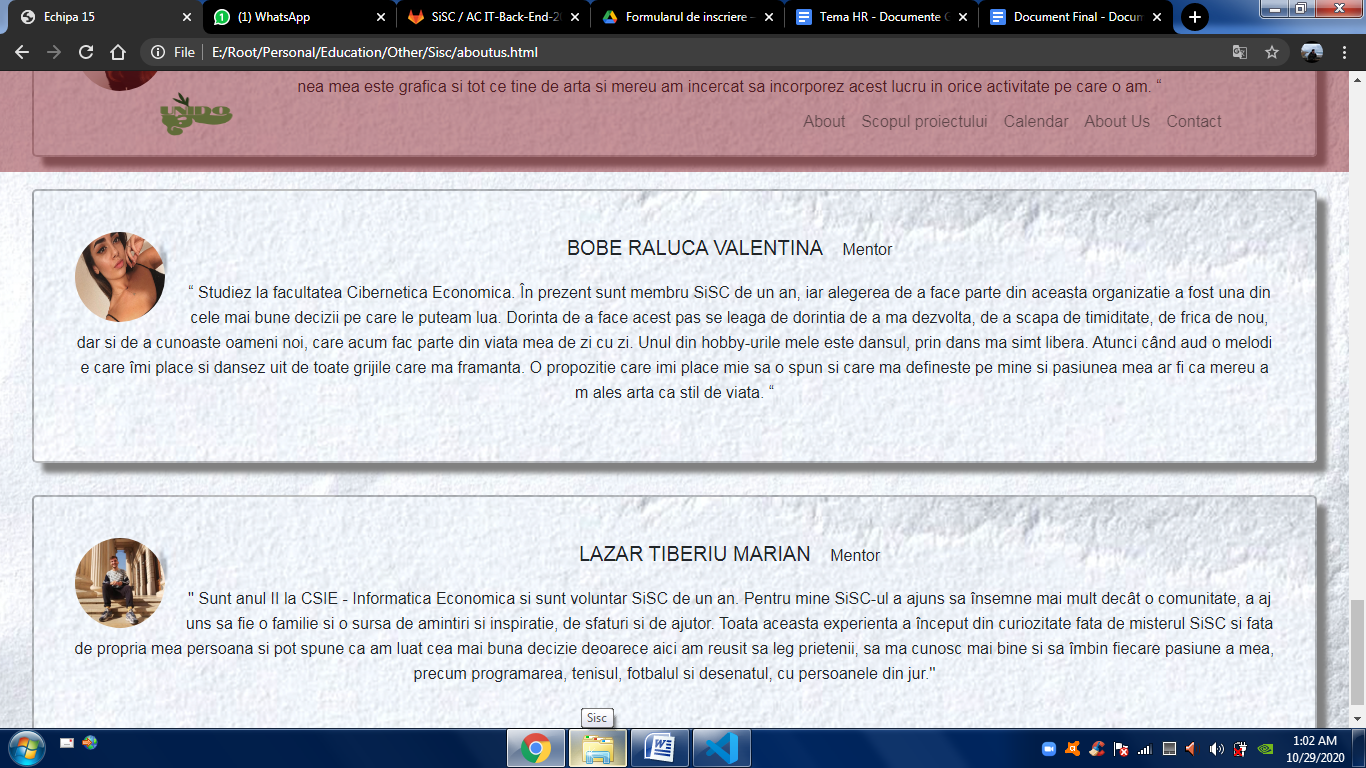 Echipa 15
(1) WhatsApp
SiSC / AC IT-Back-End-2
Formularul de inscriere -
Tema HR - Documente G
Document Final - Docum
File
E:/Root/Personal/Education/Other/Sisc/aboutus.html
nea mea este grafica si tot ce tine de arta si mereu am incercat sa incorporez acest lucru in orice activitate pe care o am. “
UNIDO
About Scopul proiectului Calendar About Us Contact
BOBE RALUCA VALENTINA Mentor
“ Studiez la facultatea Cibernetica Economica. În prezent sunt membru SiSC de un an, iar alegerea de a face parte din aceasta organizatie a fost una din
cele mai bune decizii pe care le puteam lua. Dorinta de a face acest pas se leaga de dorintia de a ma dezvolta, de a scapa de timiditate, de frica de nou,
dar si de a cunoaste oameni noi, care acum fac parte din viata mea de zi cu zi. Unul din hobby-urile mele este dansul, prin dans ma simt libera. Atunci când aud o melodi
e care îmi place si dansez uit de toate grijile care ma framanta. O propozitie care imi place mie sa o spun si care ma defineste pe mine si pasiunea mea ar fi ca mereu a
m ales arta ca stil de viata. “
LAZAR TIBERIU MARIAN Mentor
" Sunt anul II la CSIE - Informatica Economica si sunt voluntar SiSC de un an. Pentru mine SiSC-ul a ajuns sa însemne mai mult decât o comunitate, a aj
uns sa fie o familie si o sursa de amintiri si inspiratie, de sfaturi si de ajutor. Toata aceasta experienta a început din curiozitate fata de misterul SiSC si fata
de propria mea persoana si pot spune ca am luat cea mai buna decizie deoarece aici am reusit sa leg prietenii, sa ma cunosc mai bine si sa îmbin fiecare pasiune a mea,
precum programarea, tenisul, fotbalul si desenatul, cu persoanele din jur."
Sisc
1:02 AM
10/29/2020